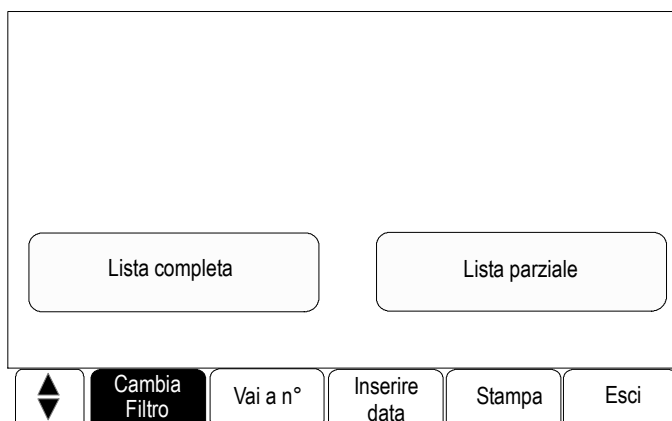 Lista completa
Lista parziale
Cambia
Filtro
Vai a n°
Inserire
data
Stampa
Esci